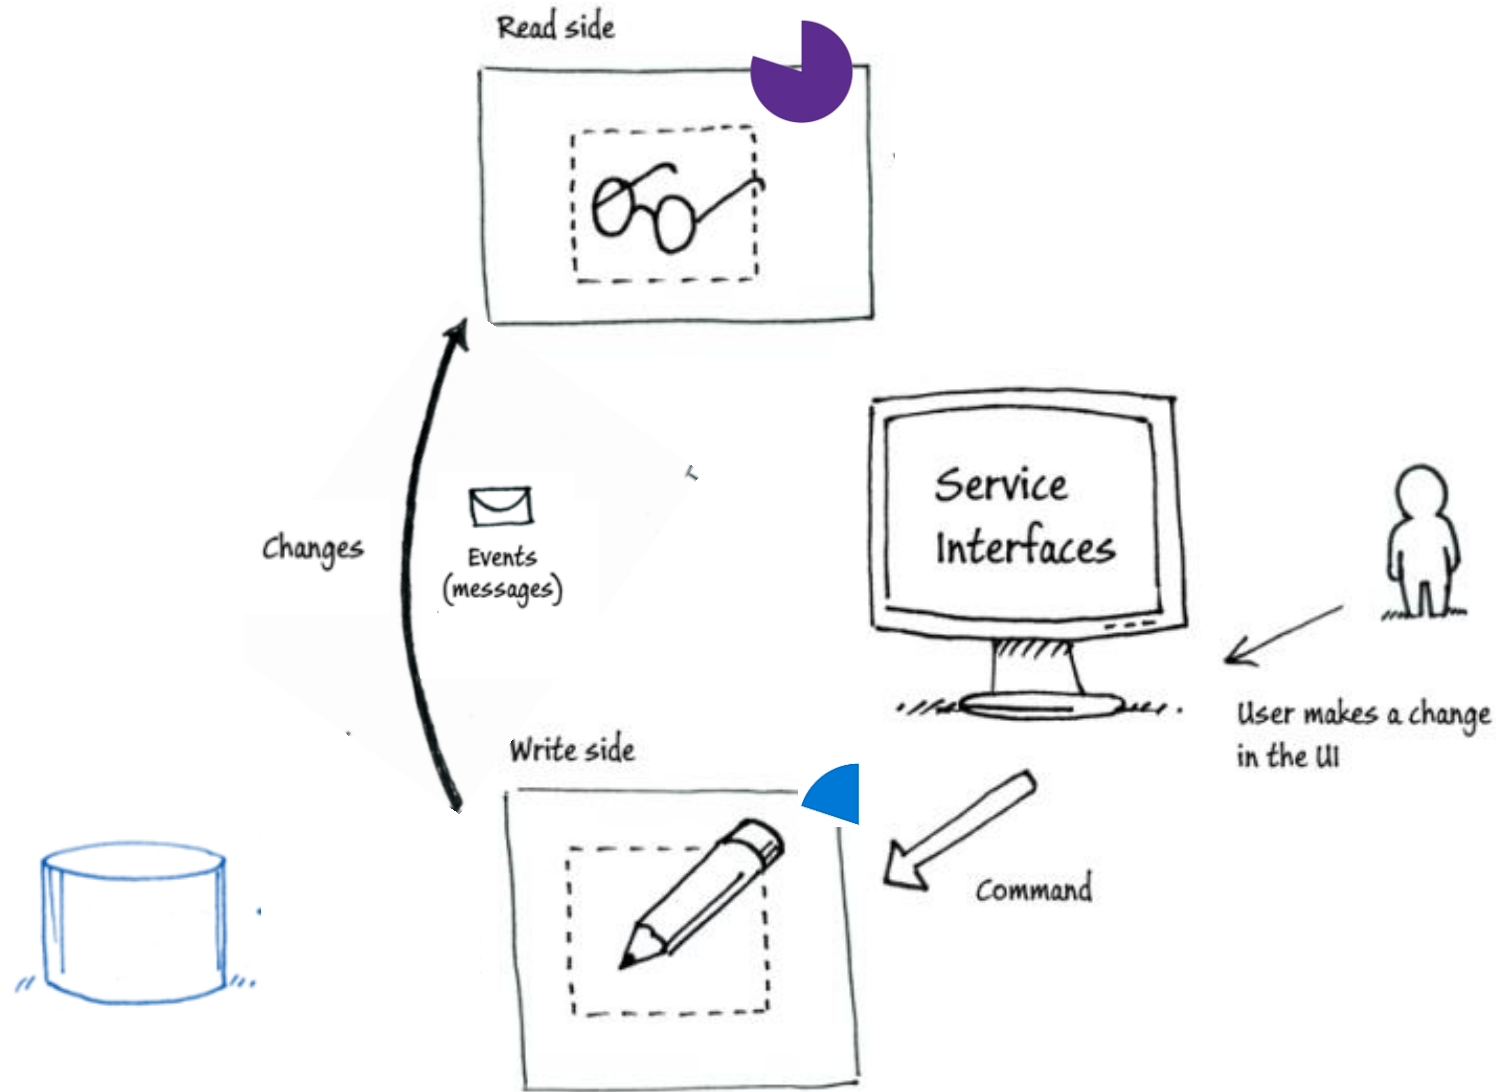 Read side
Service
Interfaces
Changes
Events
(messages)
User makes a change
in the UI
Write side
Command